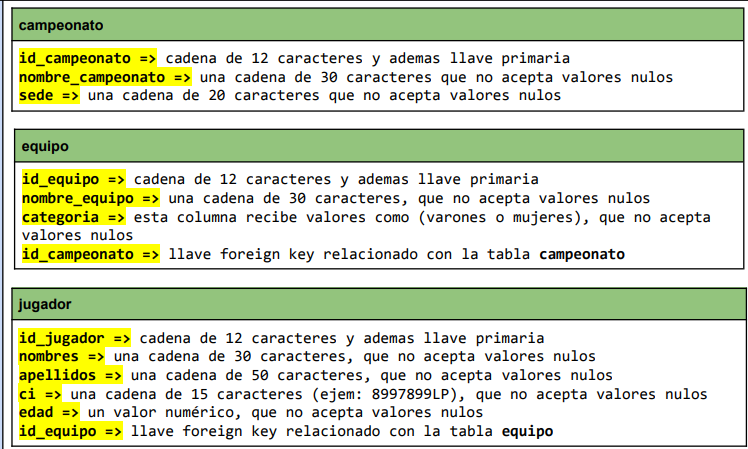 campeonato
id_campeonato => cadena de 12 caracteres y ademas llave primaria
nombre_campeonato => una cadena de 30 caracteres que no acepta valores nulos
sede => una cadena de 20 caracteres que no acepta valores nulos
equipo
id_equipo => cadena de 12 caracteres y ademas llave primaria
nombre_equipo => una cadena de 30 caracteres, que no acepta valores nulos
categoria => esta columna recibe valores como (varones o mujeres), que no acepta
valores nulos
id_campeonato => llave foreign key relacionado con la tabla campeonato
jugador
id_jugador => cadena de 12 caracteres y ademas llave primaria
nombres => una cadena de 30 caracteres, que no acepta valores nulos
apellidos => una cadena de 50 caracteres, que no acepta valores nulos
ci => una cadena de 15 caracteres (ejem: 8997899LP), que no acepta valores nulos
edad => un valor numérico, que no acepta valores nulos
id_equipo => llave foreign key relacionado con la tabla equipo